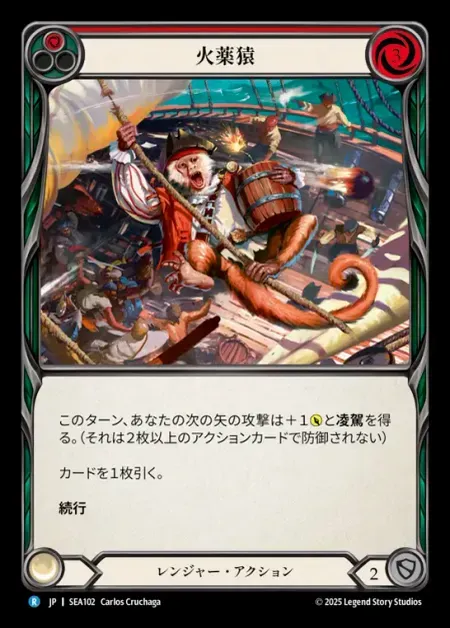 火薬猿
3
このターン、あなたの次の矢の攻撃は＋１と凌駕を得
る。（それは２枚以上のアクションカードで防御されない）
カードを１枚引く。
続行
レンジャー・アクション
2
R JP | SEA102 Carlos Cruchaga
© 2025 Legend Story Studios